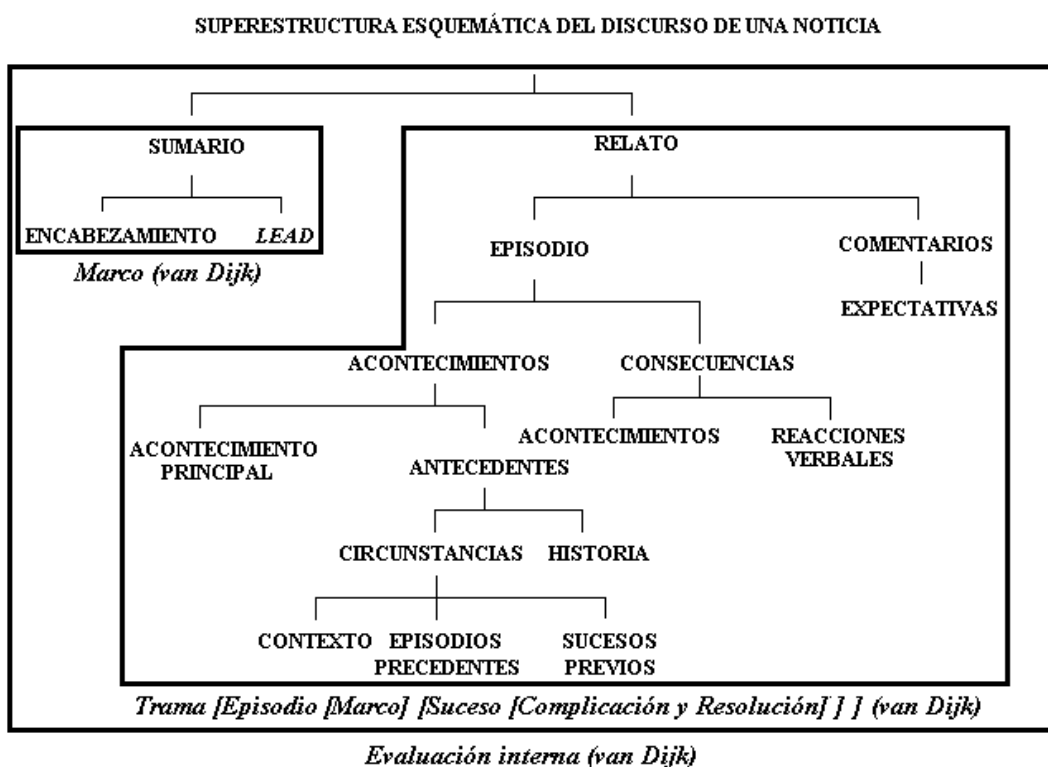 SUPERESTRUCTURA ESQUEMÁTICA DEL DISCURSO DE UNA NOTICIA
SUMARIO
RELATO
ENCABEZAMIENTO LEAD
Marco (van Dijk)
EPISODIO
COMENTARIOS
EXPECTATIVAS
ACONTECIMIENTOS
CONSECUENCIAS
ACONTECIMIENTO
PRINCIPAL
ANTECEDENTES
ACONTECIMIENTOS
REACCIONES
VERBALES
CIRCUNSTANCIAS
HISTORIA
CONTEXTO
EPISODIOS
PRECEDENTES
SUCESOS
PREVIOS
Trama [Episodio [Marco] [Suceso [Complicación y Resolución] ] ] (van Dijk)
Evaluación interna (van Dijk)